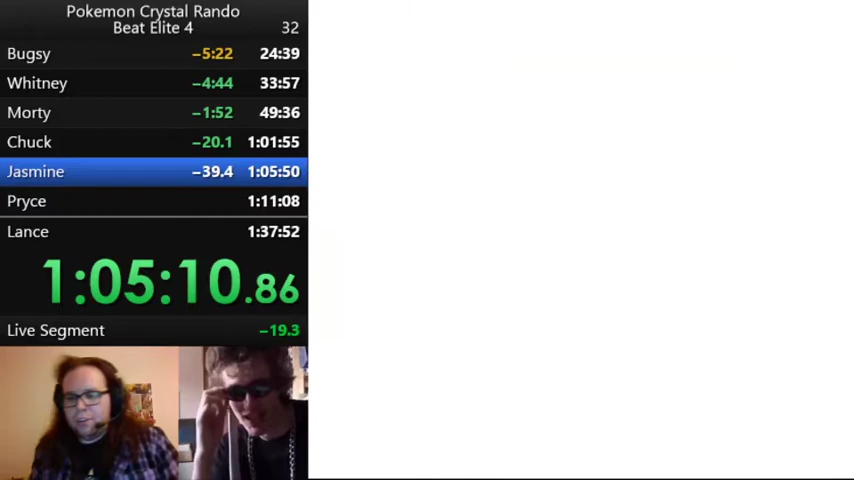 Pokemon Crystal Rando
Beat Elite 4 32
Bugsy −5:22 24:39
Whitney −4:44 33:57
Morty −1:52 49:36
Chuck −20.1 1:01:55
Jasmine −39.4 1:05:50
Pryce 1:11:08
Lance 1:37:52
1:05:10.86
Live Segment −19.3